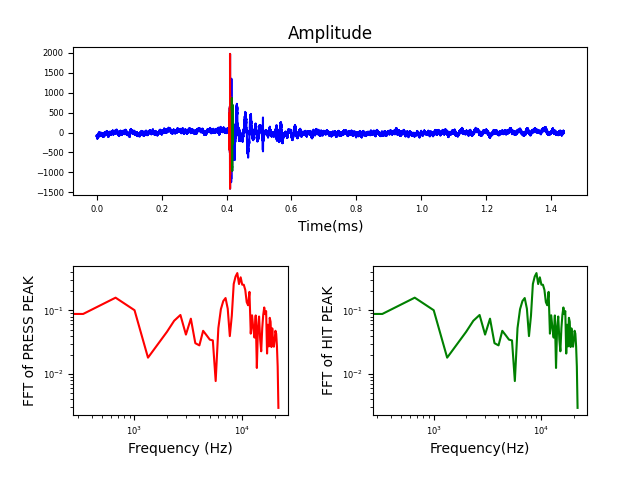 Amplitude
2000
1500
1000
500
0
−500
−1000
−1500
0.0 0.2 0.4 0.6 0.8 1.0 1.2 1.4
Time(ms)
FFT of PRESS PEAK
10⁻¹
10⁻²
10³ 10⁴
Frequency (Hz)
FFT of HIT PEAK
10⁻¹
10⁻²
10³ 10⁴
Frequency(Hz)